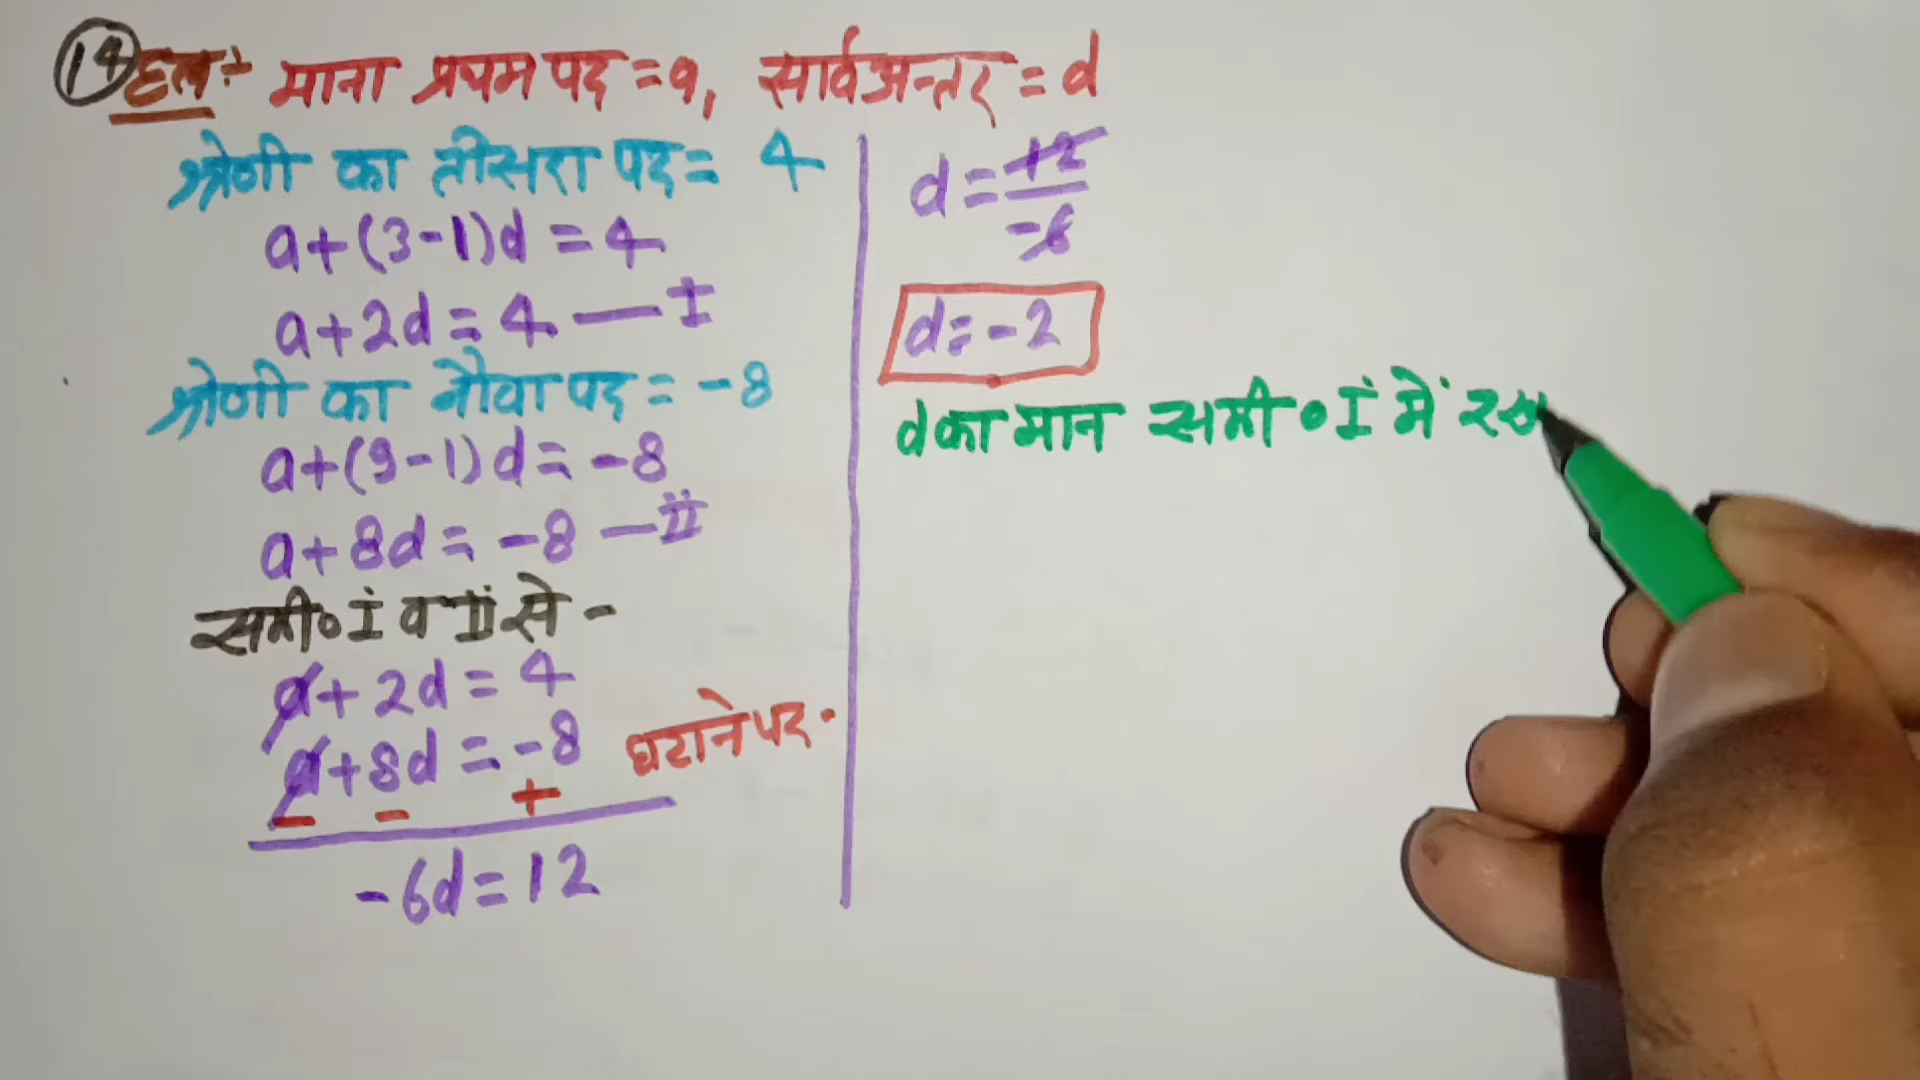 14 हल÷ माना प्रथम पद = a, सार्वअन्तर = d
श्रेणी का तीसरा पद = 4
a+(3-1)d = 4
a+2d = 4 — I
श्रेणी का नौवा पद = -8
a+(9-1)d = -8
a+8d = -8 — II
समी० I व II से -
a+2d = 4
a+8d = -8 घटाने पर -
- - +
-6d = 12
d = 12/-6
d = -2
d का मान समी० I में रख